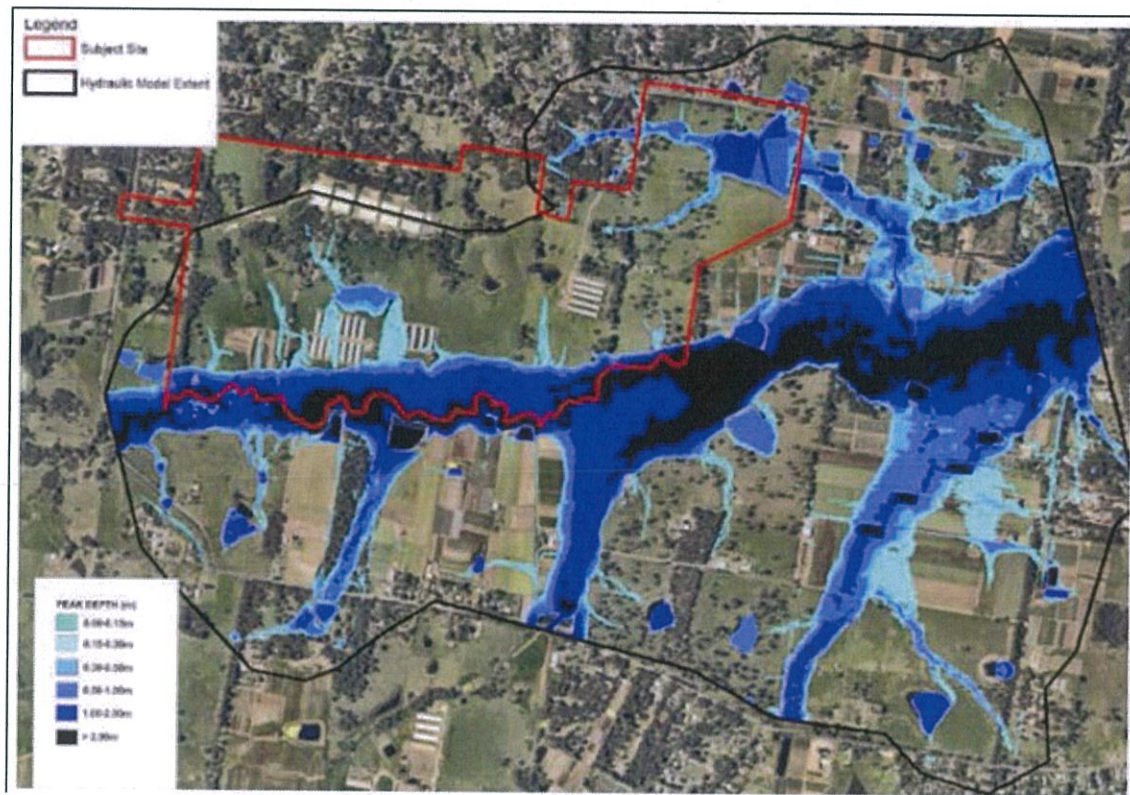 Legend
Subject Site
Hydraulic Model Extent
PEAK DEPTH (m)
0.15-0.30m
0.30-0.50m
0.50-1.00m
1.00-2.00m
> 2.00m